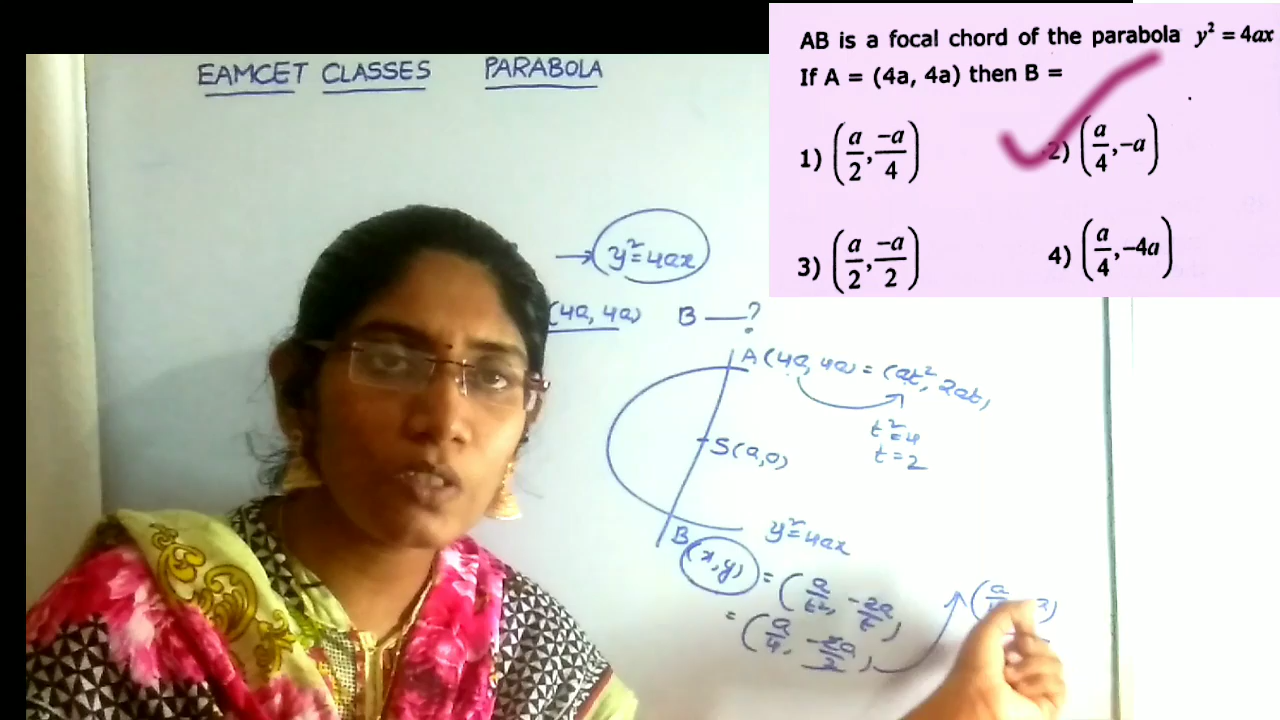 EAMCET CLASSES PARABOLA
AB is a focal chord of the parabola y² = 4ax
If A = (4a, 4a) then B =
1) (a/2, -a/4)
2) (a/4, -a)
3) (a/2, -a/2)
4) (a/4, -4a)
→ y² = 4ax
(4a, 4a) B — ?
A (4a, 4a) = (at², 2at)
t² = 4
t = 2
S(a,0)
B
y² = 4ax
(x,y) = (a/t², -2a/t)
= (a/4, -2a/2)